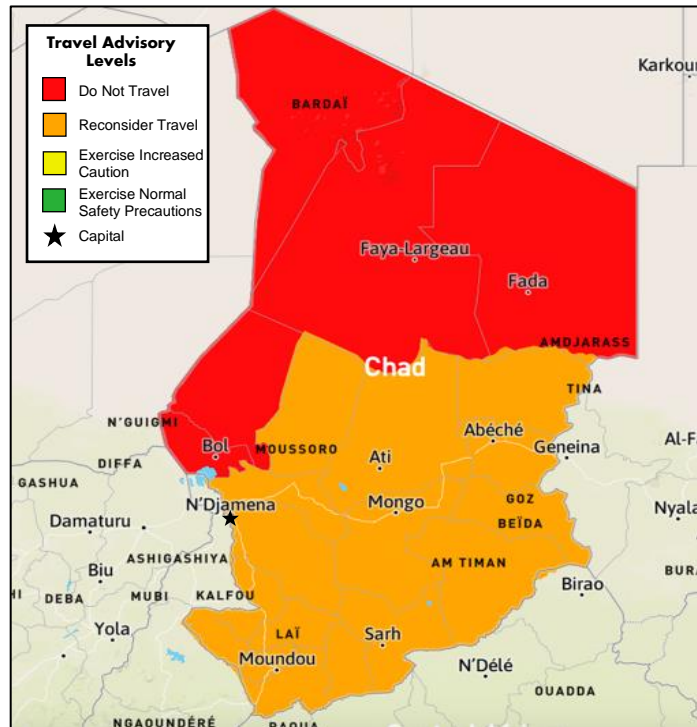 Travel Advisory
Levels
Do Not Travel
Reconsider Travel
Exercise Increased
Caution
Exercise Normal
Safety Precautions
Capital
Karkour
BARDAÏ
Faya-Largeau
Fada
AMDJARASS
Chad
TINA
N'GUIGMI
Bol
MOUSSORO
Abéché
Al-Fa
DIFFA
Ati
Geneina
GASHUA
N'Djamena
Mongo
GOZ
BEÏDA
Nyala
Damaturu
ASHIGASHIYA
AM TIMAN
Biu
BURA
HI
DEBA
MUBI
KALFOU
Birao
Yola
LAÏ
Sarh
Moundou
N'Délé
OUADDA
NGAOUNDÉRÉ
PAOUA